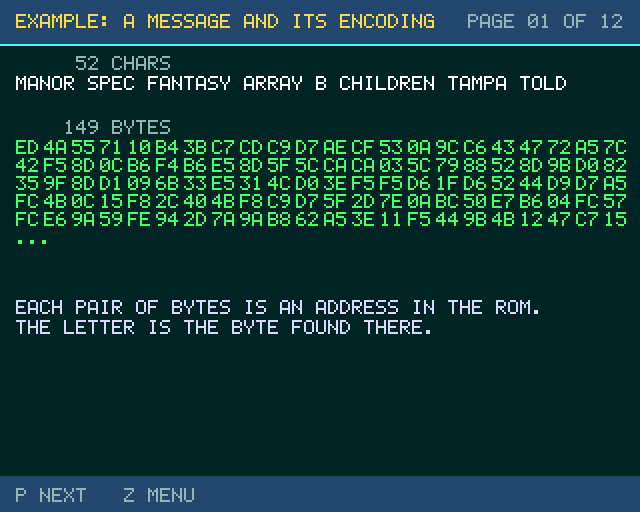 EXAMPLE: A MESSAGE AND ITS ENCODING PAGE 01 OF 12
52 CHARS
MANOR SPEC FANTASY ARRAY B CHILDREN TAMPA TOLD
149 BYTES
ED 4A 55 71 10 B4 3B C7 CD C9 D7 AE CF 53 0A 9C C6 43 47 72 A5 7C
42 F5 8D 0C B6 F4 B6 E5 8D 5F 5C CA CA 03 5C 79 88 52 8D 9B D0 82
35 9F 8D D1 09 6B 33 E5 31 4C D0 3E F5 F5 D6 1F D6 52 44 D9 D7 A5
FC 4B 0C 15 F8 2C 40 4B F8 C9 D7 5F 2D 7E 0A BC 50 E7 B6 04 FC 57
FC E6 9A 59 FE 94 2D 7A 9A B8 62 A5 3E 11 F5 44 9B 4B 12 47 C7 15
...
EACH PAIR OF BYTES IS AN ADDRESS IN THE ROM.
THE LETTER IS THE BYTE FOUND THERE.
P NEXT Z MENU